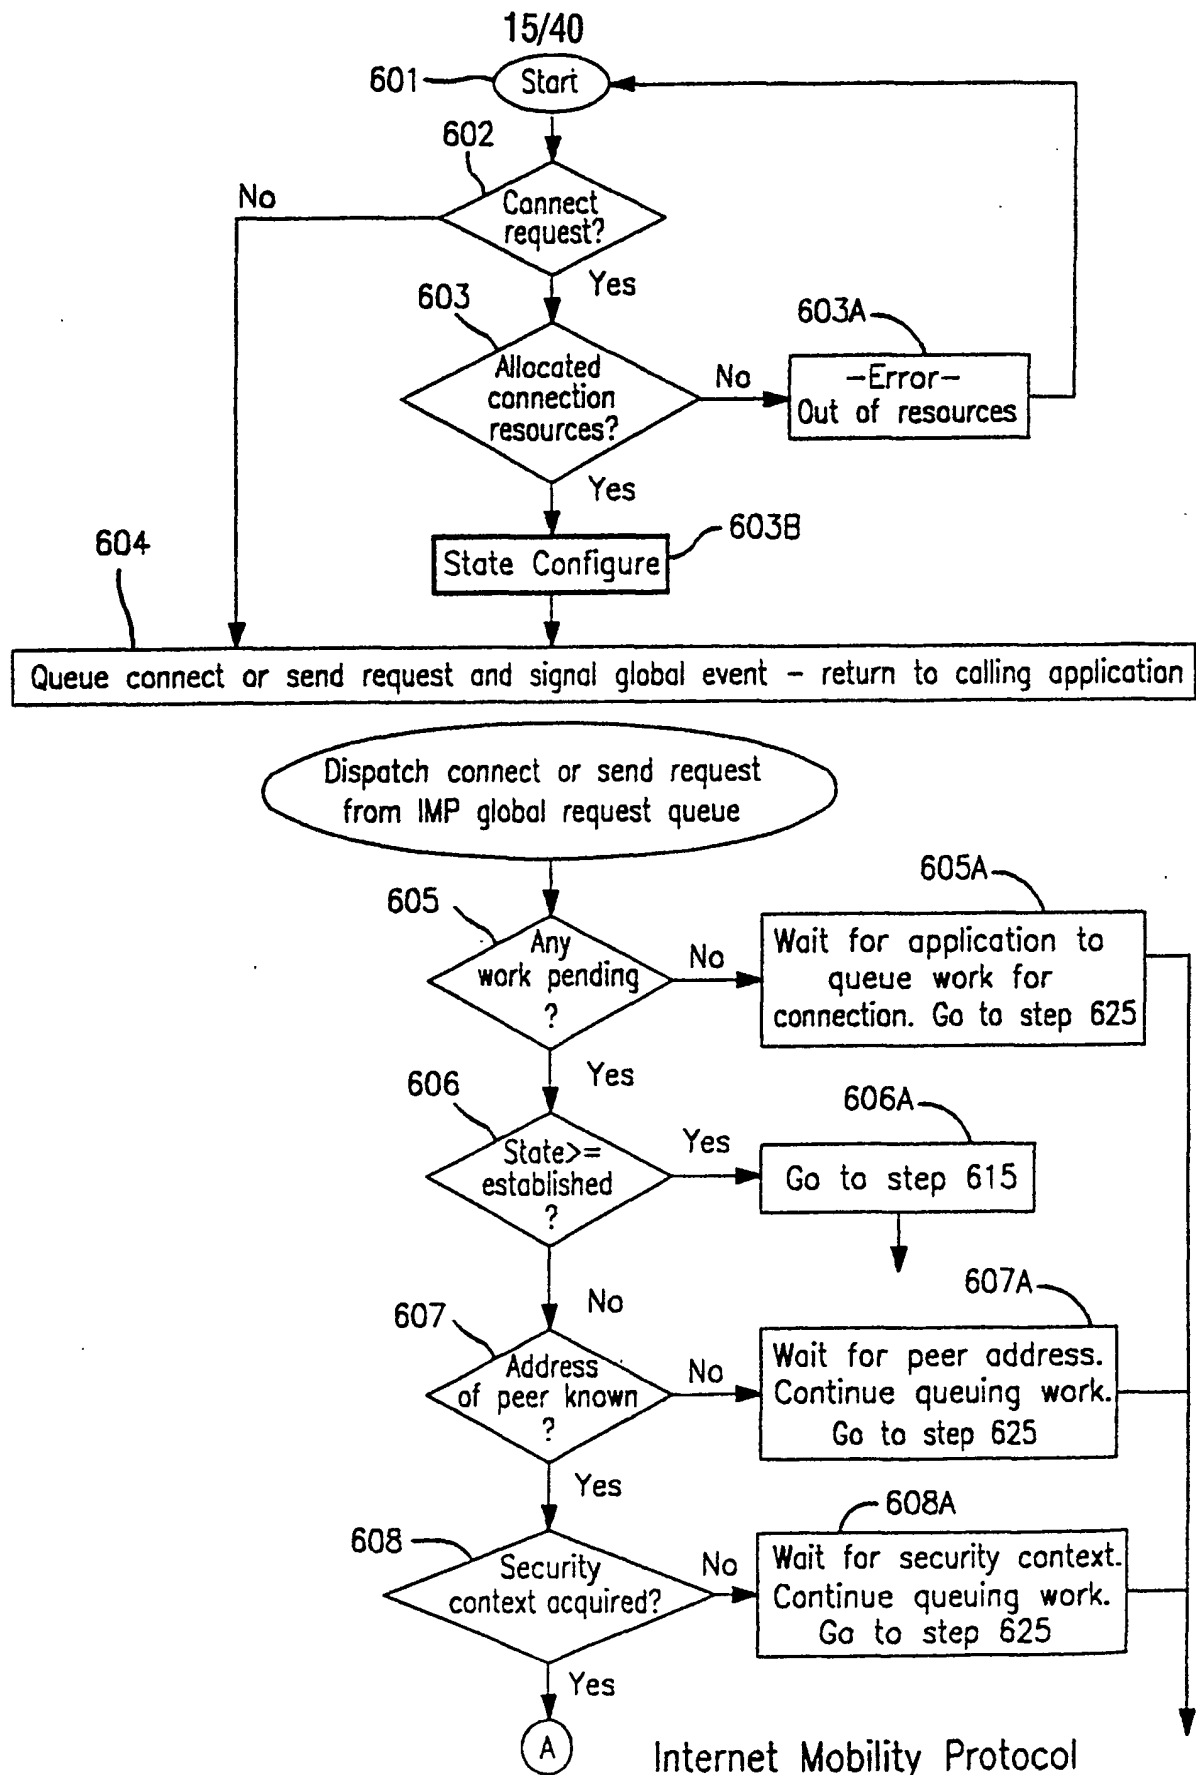 15/40
601
Start
602
No
Connect
request?
Yes
603
603A
Allocated
connection
resources?
No
-Error-
Out of resources
Yes
603B
604
State Configure
Queue connect or send request and signal global event - return to calling application
Dispatch connect or send request
from IMP global request queue
605A
605
Any
work pending
?
No
Wait for application to
queue work for
connection. Go to step 625
Yes
606
606A
State>=
established
?
Yes
Go to step 615
No
607A
607
Address
of peer known
?
No
Wait for peer address.
Continue queuing work.
Go to step 625
Yes
608A
608
Security
context acquired?
No
Wait for security context.
Continue queuing work.
Go to step 625
Yes
A
Internet Mobility Protocol